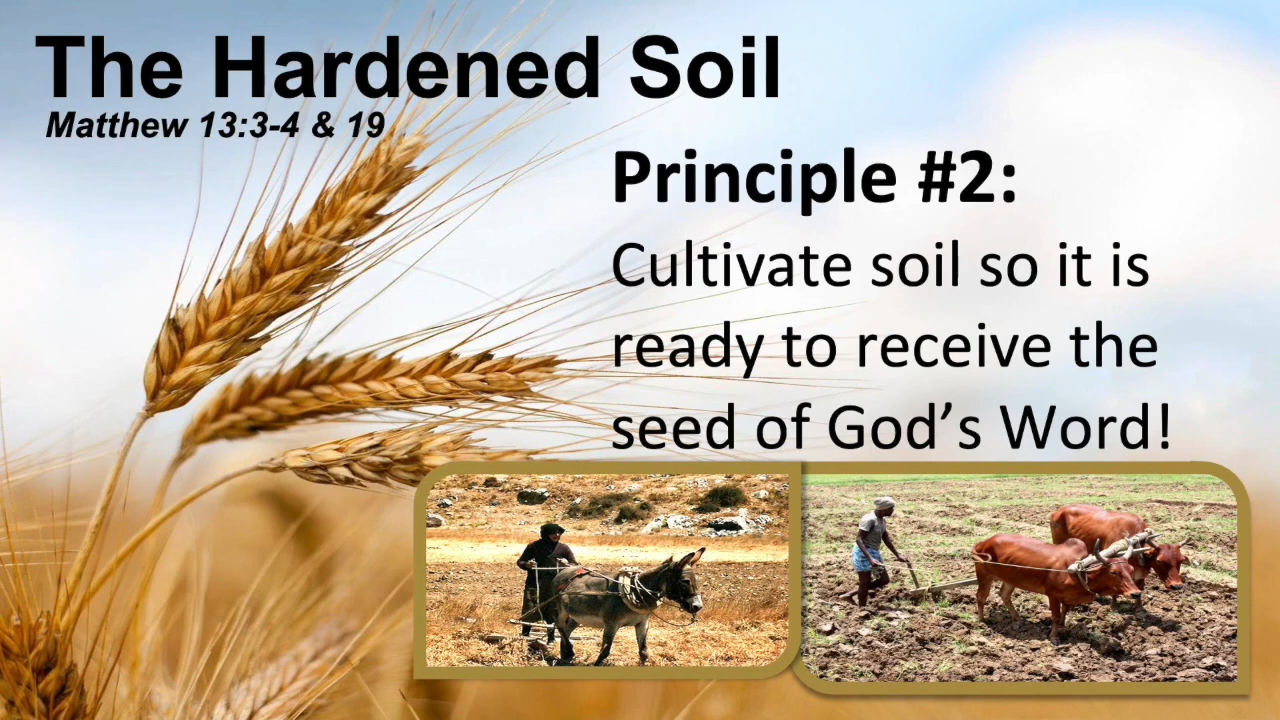 The Hardened Soil
Matthew 13:3-4 & 19
Principle #2:
Cultivate soil so it is
ready to receive the
seed of God’s Word!